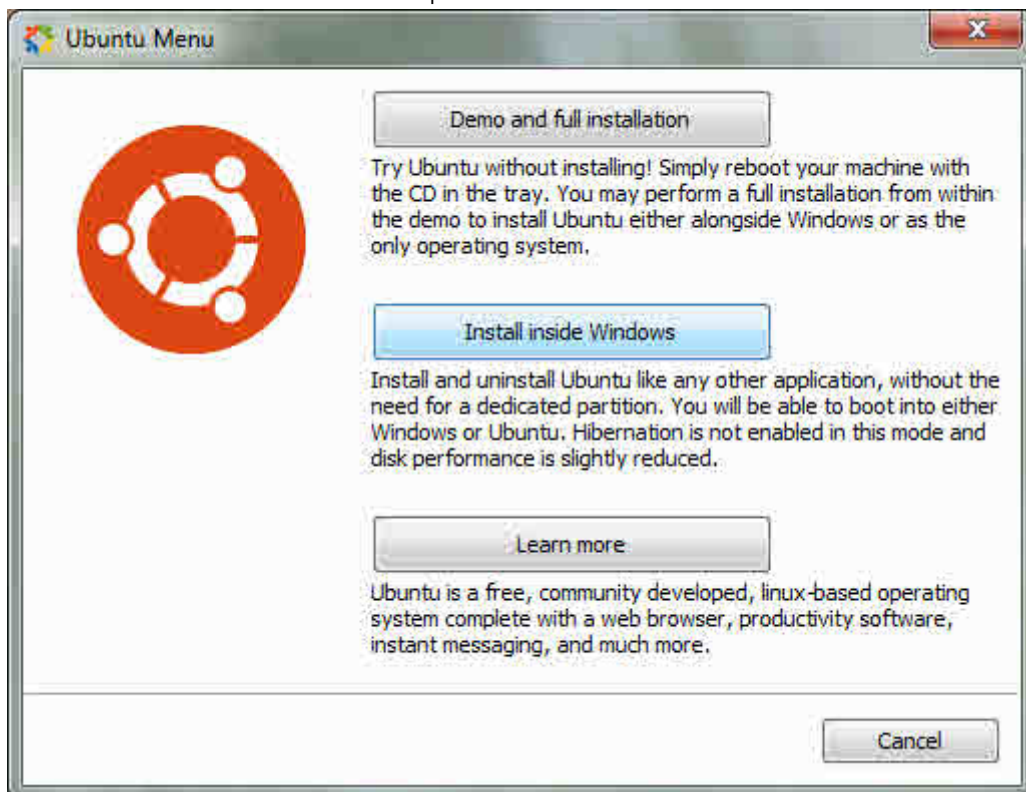 Ubuntu Menu
Demo and full installation
Try Ubuntu without installing! Simply reboot your machine with
the CD in the tray. You may perform a full installation from within
the demo to install Ubuntu either alongside Windows or as the
only operating system.
Install inside Windows
Install and uninstall Ubuntu like any other application, without the
need for a dedicated partition. You will be able to boot into either
Windows or Ubuntu. Hibernation is not enabled in this mode and
disk performance is slightly reduced.
Learn more
Ubuntu is a free, community developed, linux-based operating
system complete with a web browser, productivity software,
instant messaging, and much more.
Cancel